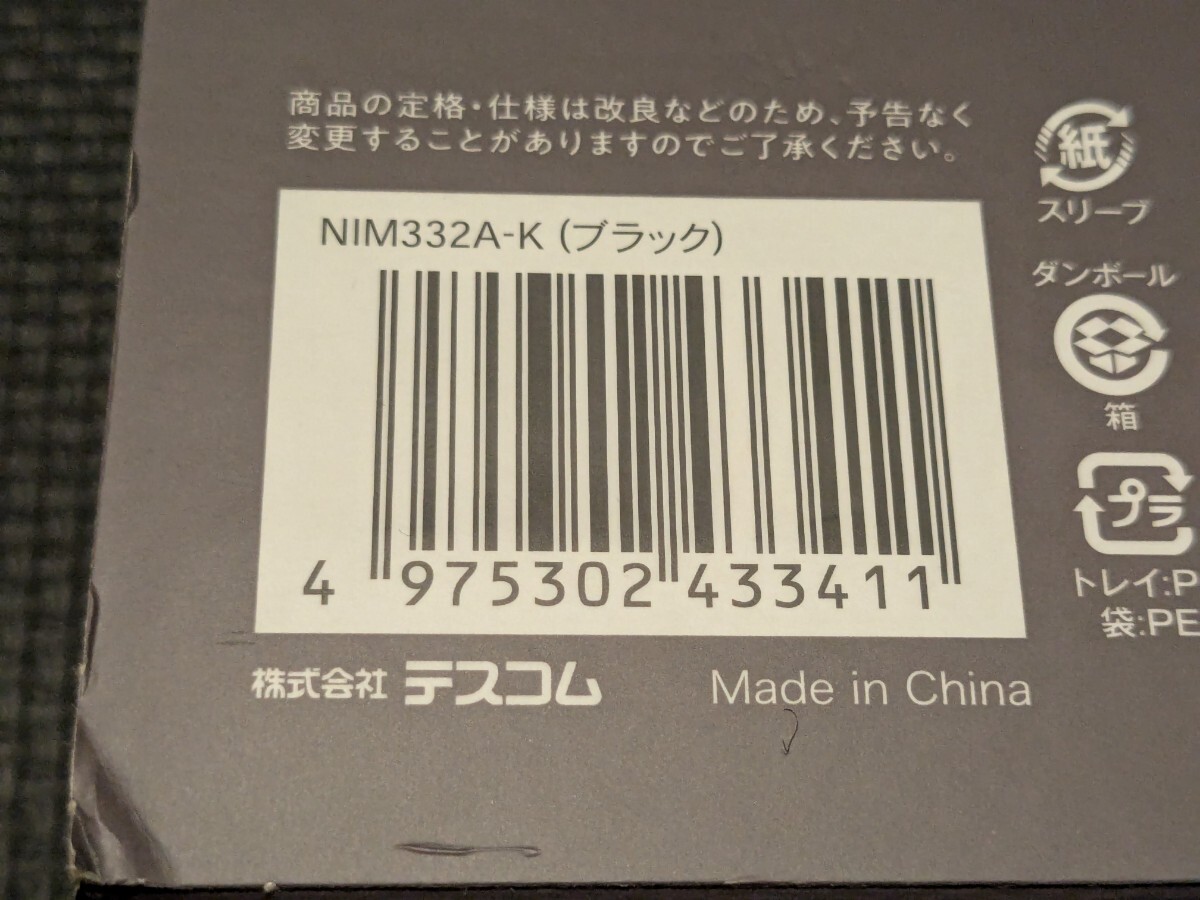 商品の定格・仕様は改良などのため、予告なく
変更することがありますのでご了承ください。
紙
スリーブ
NIM332A-K (ブラック)
ダンボール
箱
プラ
トレイ:P
袋:PE
4 975302 433411
株式会社 テスコム
Made in China